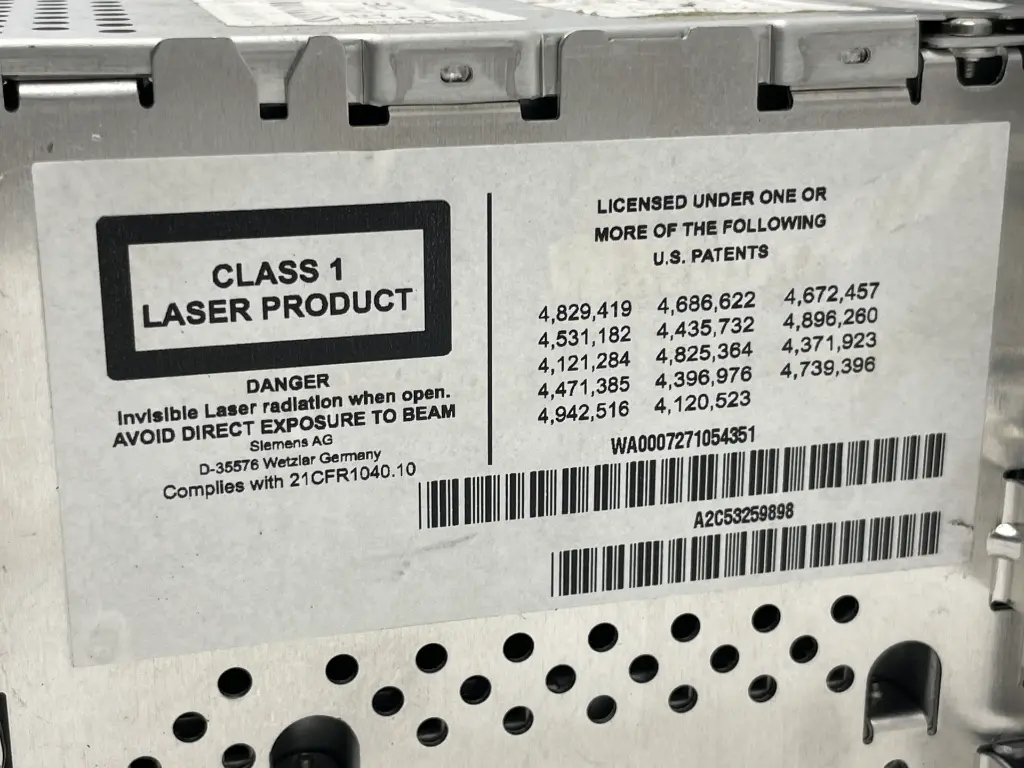 CLASS 1
LASER PRODUCT
DANGER
Invisible Laser radiation when open.
AVOID DIRECT EXPOSURE TO BEAM
Siemens AG
D-35576 Wetzlar Germany
Complies with 21CFR1040.10
LICENSED UNDER ONE OR
MORE OF THE FOLLOWING
U.S. PATENTS
4,829,419 4,686,622 4,672,457
4,531,182 4,435,732 4,896,260
4,121,284 4,825,364 4,371,923
4,471,385 4,396,976 4,739,396
4,942,516 4,120,523
WA0007271054351
A2C53259898